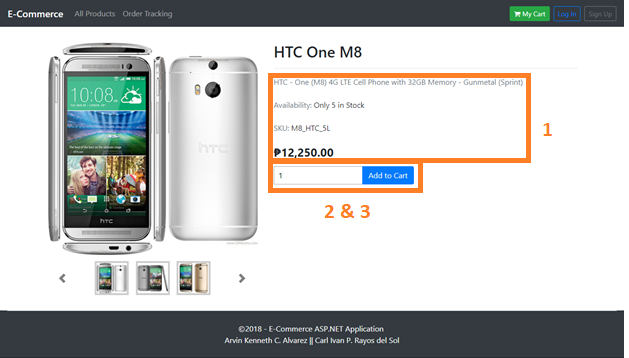 E-Commerce All Products Order Tracking My Cart Log In Sign Up
HTC One M8
HTC - One (M8) 4G LTE Cell Phone with 32GB Memory - Gunmetal (Sprint)
Availability: Only 5 in Stock
SKU: M8_HTC_5L
₱12,250.00
1
1 Add to Cart
2 & 3
10:08
hTC
hTC
©2018 - E-Commerce ASP.NET Application
Arvin Kenneth C. Alvarez || Carl Ivan P. Rayos del Sol